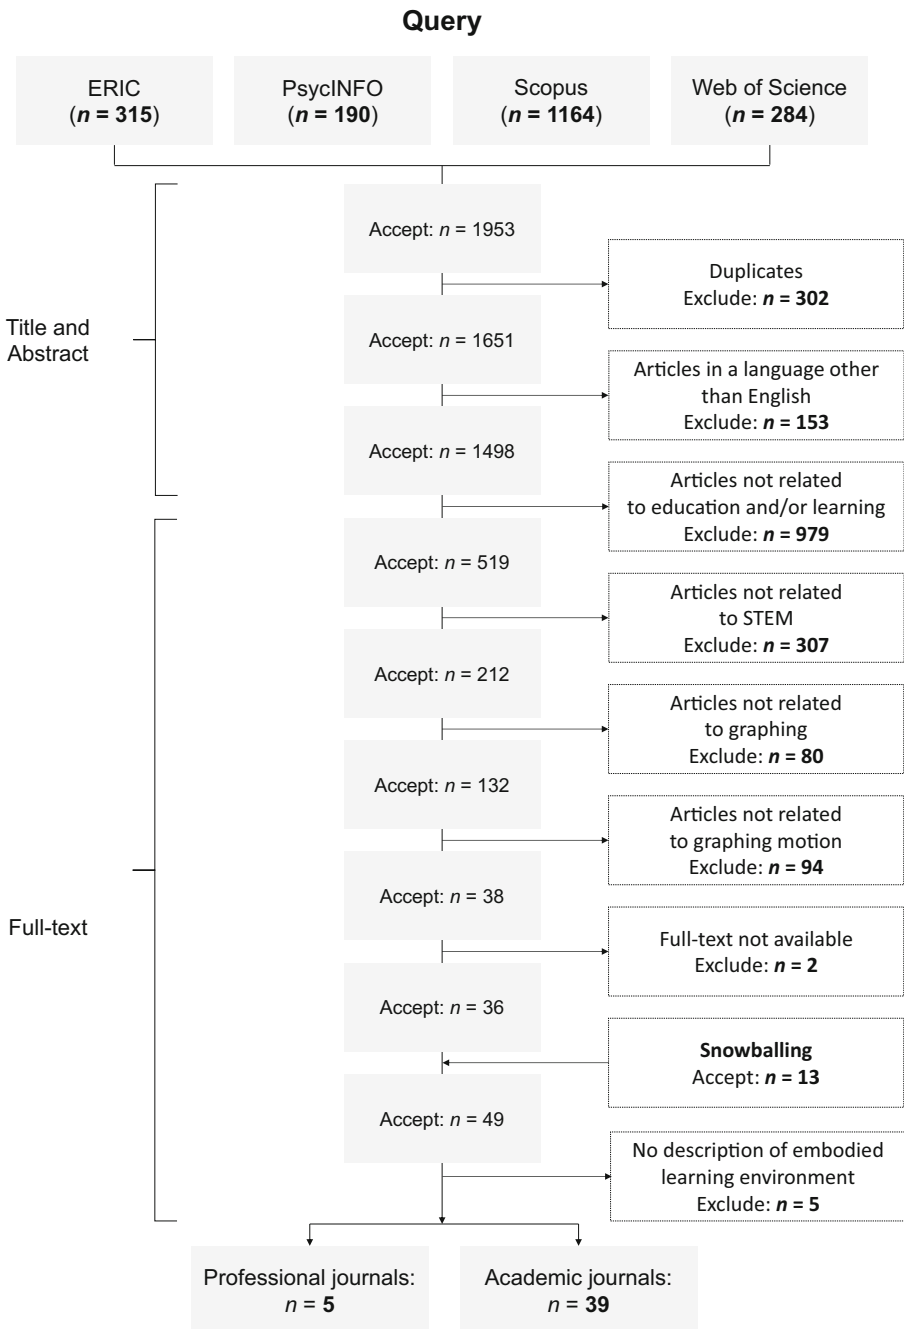 Query
ERIC
(n = 315)
PsycINFO
(n = 190)
Scopus
(n = 1164)
Web of Science
(n = 284)
Accept: n = 1953
Duplicates
Exclude: n = 302
Title and
Abstract
Accept: n = 1651
Articles in a language other
than English
Exclude: n = 153
Accept: n = 1498
Articles not related
to education and/or learning
Exclude: n = 979
Accept: n = 519
Articles not related
to STEM
Exclude: n = 307
Accept: n = 212
Articles not related
to graphing
Exclude: n = 80
Accept: n = 132
Articles not related
to graphing motion
Exclude: n = 94
Accept: n = 38
Full-text
Full-text not available
Exclude: n = 2
Accept: n = 36
Snowballing
Accept: n = 13
Accept: n = 49
No description of embodied
learning environment
Exclude: n = 5
Professional journals:
n = 5
Academic journals:
n = 39